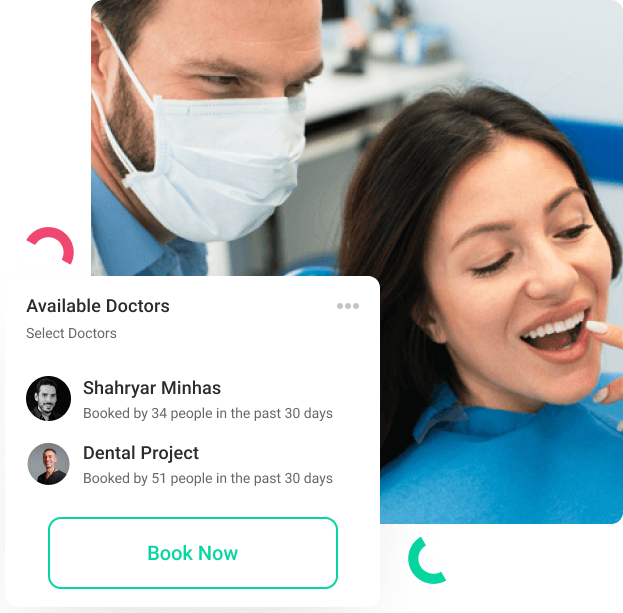 Available Doctors
Select Doctors
Shahryar Minhas
Booked by 34 people in the past 30 days
Dental Project
Booked by 51 people in the past 30 days
Book Now